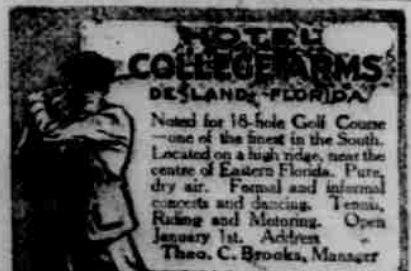 HOTEL
COLLEGE ARMS
DE LAND, FLORIDA
Noted for 18-hole Golf Course
—one of the finest in the South.
Located on a high ridge, near the
centre of Eastern Florida. Pure,
dry air. Formal and informal
concerts and dancing. Tennis,
Riding and Motoring. Open
January 1st. Address
Theo. C. Brooks, Manager